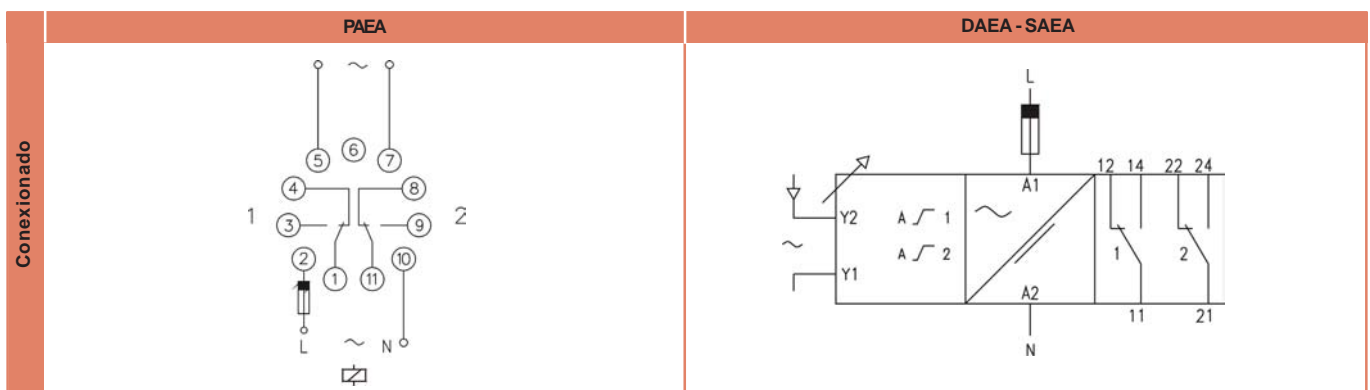 PAEA
DAEA - SAEA
Conexionado
5 ~ 7
6
4 8
1 3 9 2
2 10
1 11
L ~ N
L
12 14 22 24
A1
Y2 A 1 ~
~ A 2 1 2
Y1
A2
11 21
N